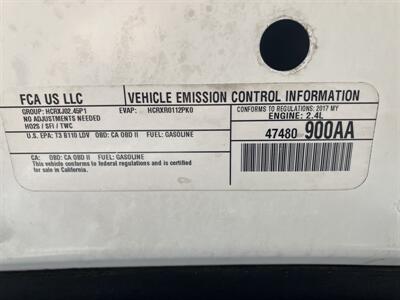 FCA US LLC
VEHICLE EMISSION CONTROL INFORMATION
GROUP: HCRXJ02.45P1 EVAP: HCRXR0112PK0
NO ADJUSTMENTS NEEDED
HO2S / SFI / TWC
CONFORMS TO REGULATIONS: 2017 MY
ENGINE: 2.4L
47480 900AA
U.S. EPA: T3 B110 LDV OBD: CA OBD II FUEL: GASOLINE
CA: OBD: CA OBD II FUEL: GASOLINE
This vehicle conforms to federal regulations and is certified
for sale in California.